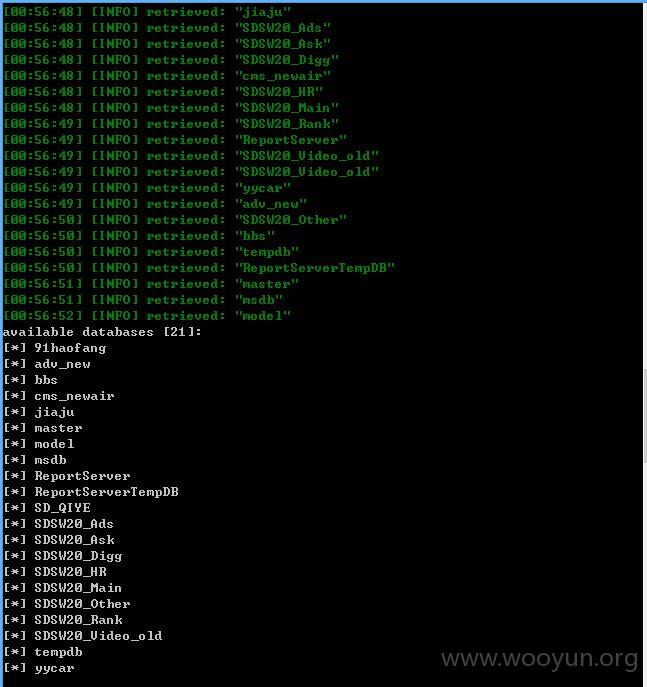 [00:56:48] [INFO] retrieved: "jiaju"
[00:56:48] [INFO] retrieved: "SDSW20_Ads"
[00:56:48] [INFO] retrieved: "SDSW20_Ask"
[00:56:48] [INFO] retrieved: "SDSW20_Digg"
[00:56:48] [INFO] retrieved: "cms_newair"
[00:56:48] [INFO] retrieved: "SDSW20_HR"
[00:56:48] [INFO] retrieved: "SDSW20_Main"
[00:56:49] [INFO] retrieved: "SDSW20_Rank"
[00:56:49] [INFO] retrieved: "ReportServer"
[00:56:49] [INFO] retrieved: "SDSW20_Video_old"
[00:56:49] [INFO] retrieved: "SDSW20_Video_old"
[00:56:49] [INFO] retrieved: "yycar"
[00:56:49] [INFO] retrieved: "adv_new"
[00:56:50] [INFO] retrieved: "SDSW20_Other"
[00:56:50] [INFO] retrieved: "bbs"
[00:56:50] [INFO] retrieved: "tempdb"
[00:56:50] [INFO] retrieved: "ReportServerTempDB"
[00:56:51] [INFO] retrieved: "master"
[00:56:51] [INFO] retrieved: "msdb"
[00:56:52] [INFO] retrieved: "model"
available databases [21]:
[*] 91haofang
[*] adv_new
[*] bbs
[*] cms_newair
[*] jiaju
[*] master
[*] model
[*] msdb
[*] ReportServer
[*] ReportServerTempDB
[*] SD_QIYE
[*] SDSW20_Ads
[*] SDSW20_Ask
[*] SDSW20_Digg
[*] SDSW20_HR
[*] SDSW20_Main
[*] SDSW20_Other
[*] SDSW20_Rank
[*] SDSW20_Video_old
[*] tempdb
[*] yycar
www.wooyun.org